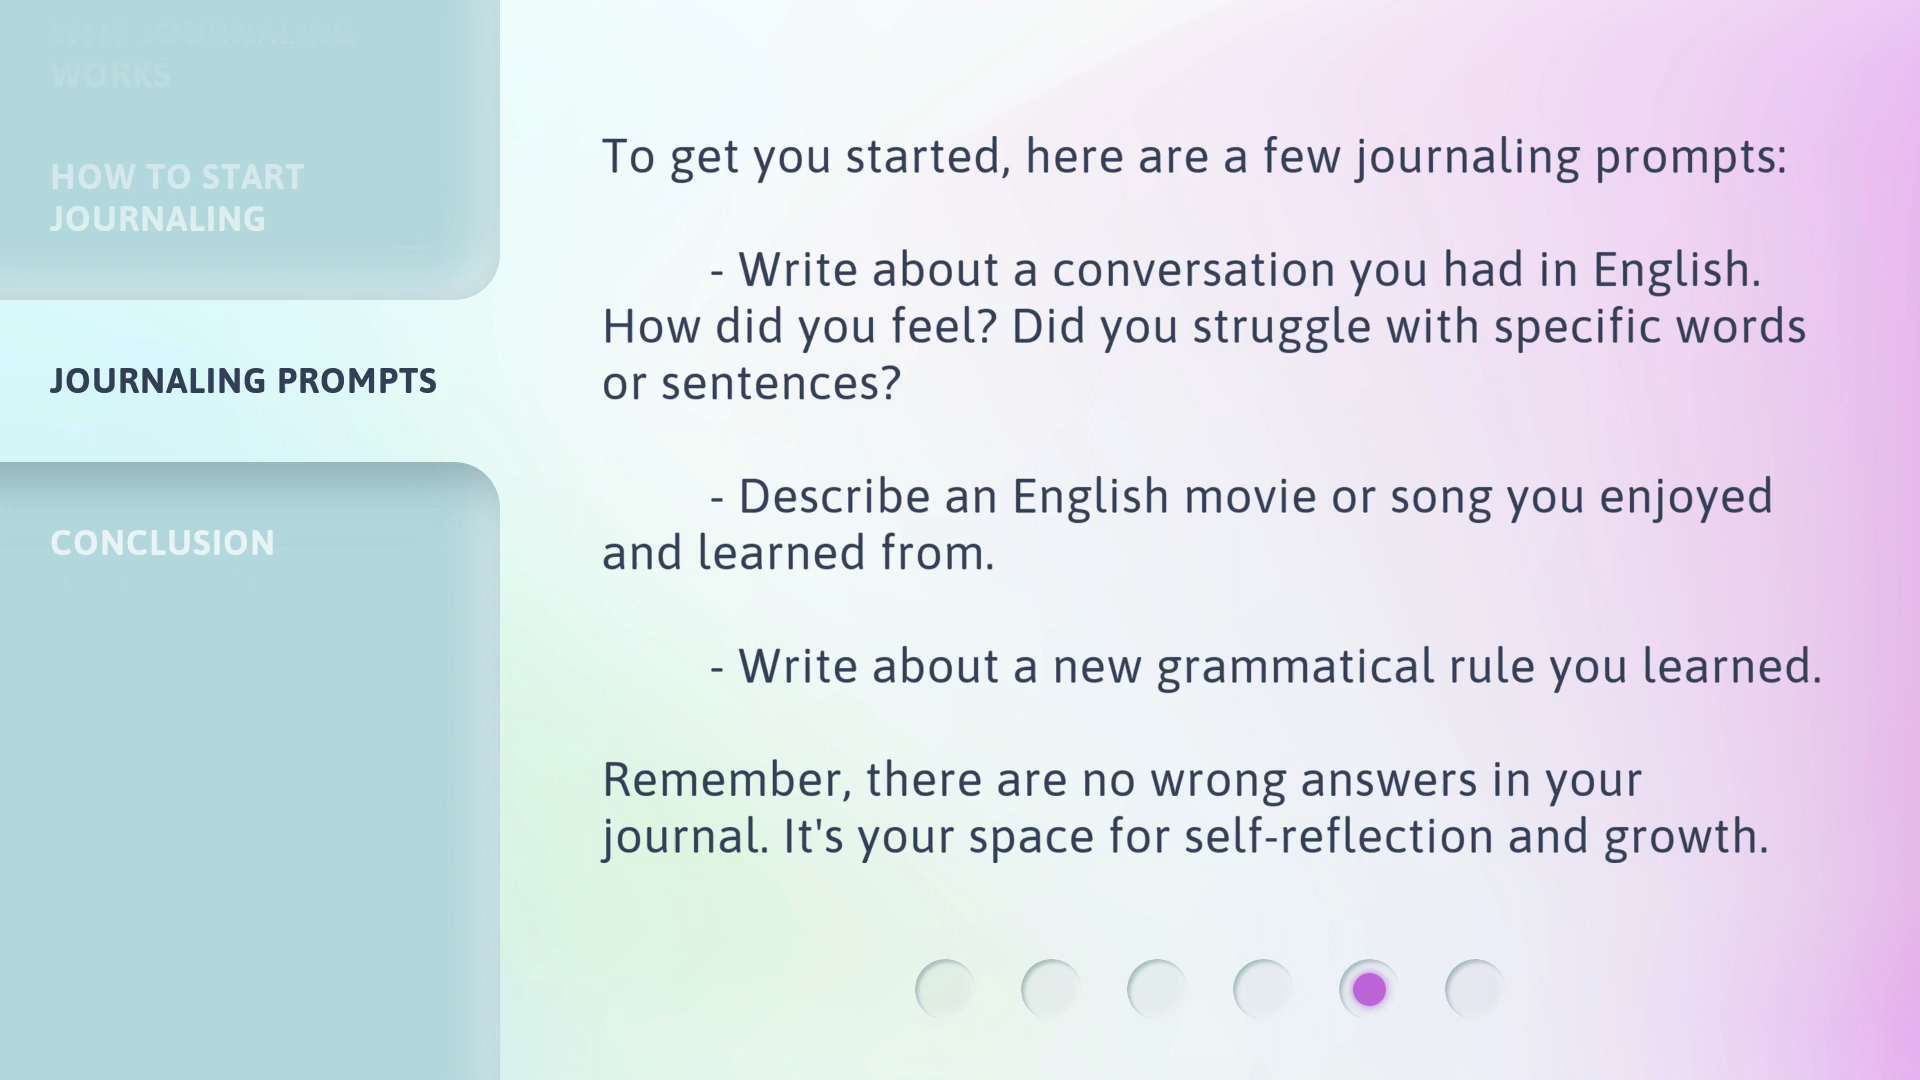 WHY JOURNALING
WORKS
HOW TO START
JOURNALING
JOURNALING PROMPTS
CONCLUSION
To get you started, here are a few journaling prompts:
- Write about a conversation you had in English.
How did you feel? Did you struggle with specific words
or sentences?
- Describe an English movie or song you enjoyed
and learned from.
- Write about a new grammatical rule you learned.
Remember, there are no wrong answers in your
journal. It's your space for self-reflection and growth.